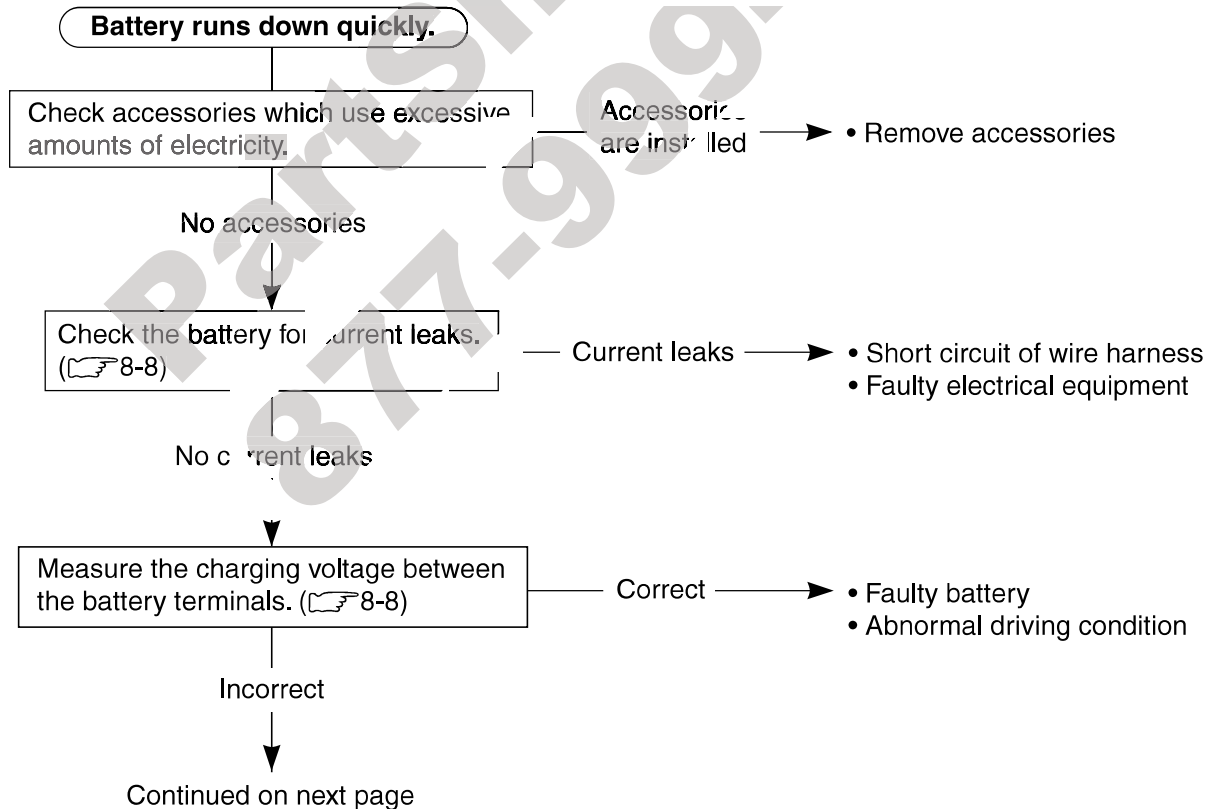 Battery runs down quickly.
Check accessories which use excessive
amounts of electricity.
Accessories
are installed
• Remove accessories
No accessories
Check the battery for current leaks.
(☞8-8)
Current leaks
• Short circuit of wire harness
• Faulty electrical equipment
No current leaks
Measure the charging voltage between
the battery terminals. (☞8-8)
Correct
• Faulty battery
• Abnormal driving condition
Incorrect
Continued on next page
877-999